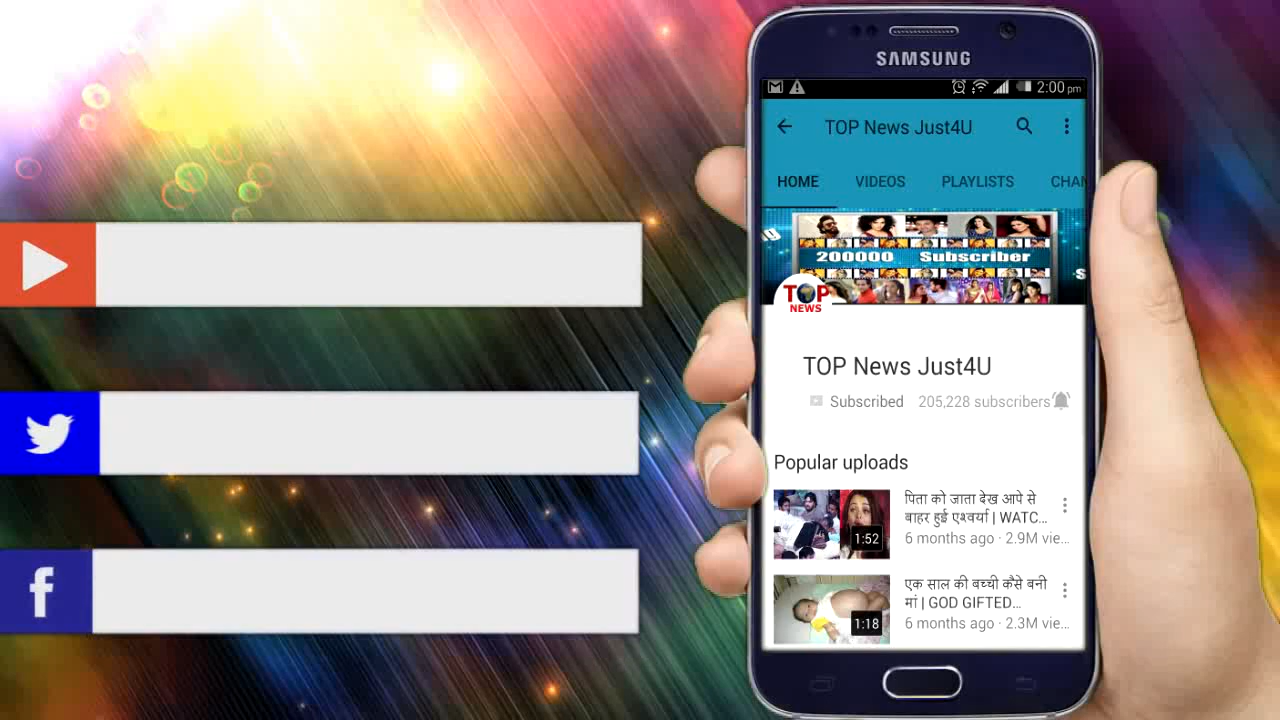 SAMSUNG
2:00 pm
TOP News Just4U
HOME VIDEOS PLAYLISTS CHAN
200000 Subscriber
TOP
NEWS
TOP News Just4U
Subscribed 205,228 subscribers
Popular uploads
पिता को जाता देख आपे से
बाहर हुई एश्वर्या | WATC...
1:52
6 months ago · 2.9M vie...
एक साल की बच्ची कैसे बनी
मां | GOD GIFTED...
1:18
6 months ago · 2.3M vie...